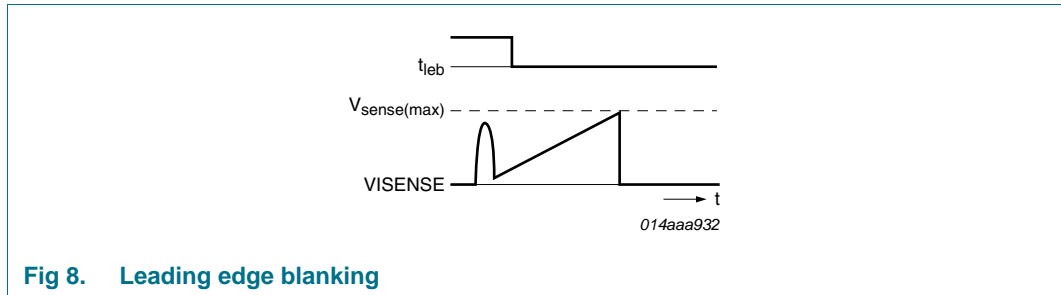 tleb
Vsense(max)
VISENSE
t
014aaa932
Fig 8. Leading edge blanking